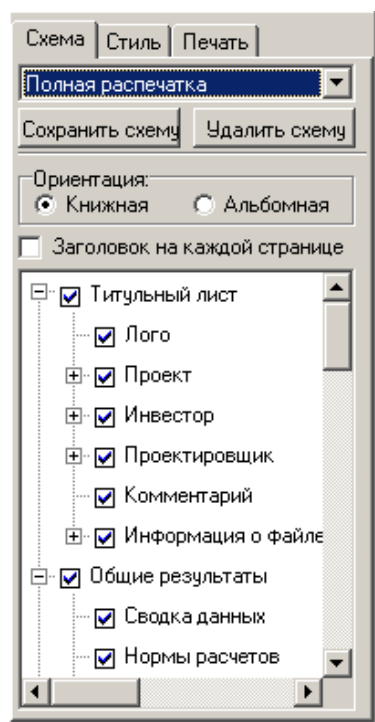 Схема Стиль Печать
Полная распечатка
Сохранить схему Удалить схему
Ориентация:
Книжная Альбомная
Заголовок на каждой странице
Титульный лист
Лого
Проект
Инвестор
Проектировщик
Комментарий
Информация о файле
Общие результаты
Сводка данных
Нормы расчетов